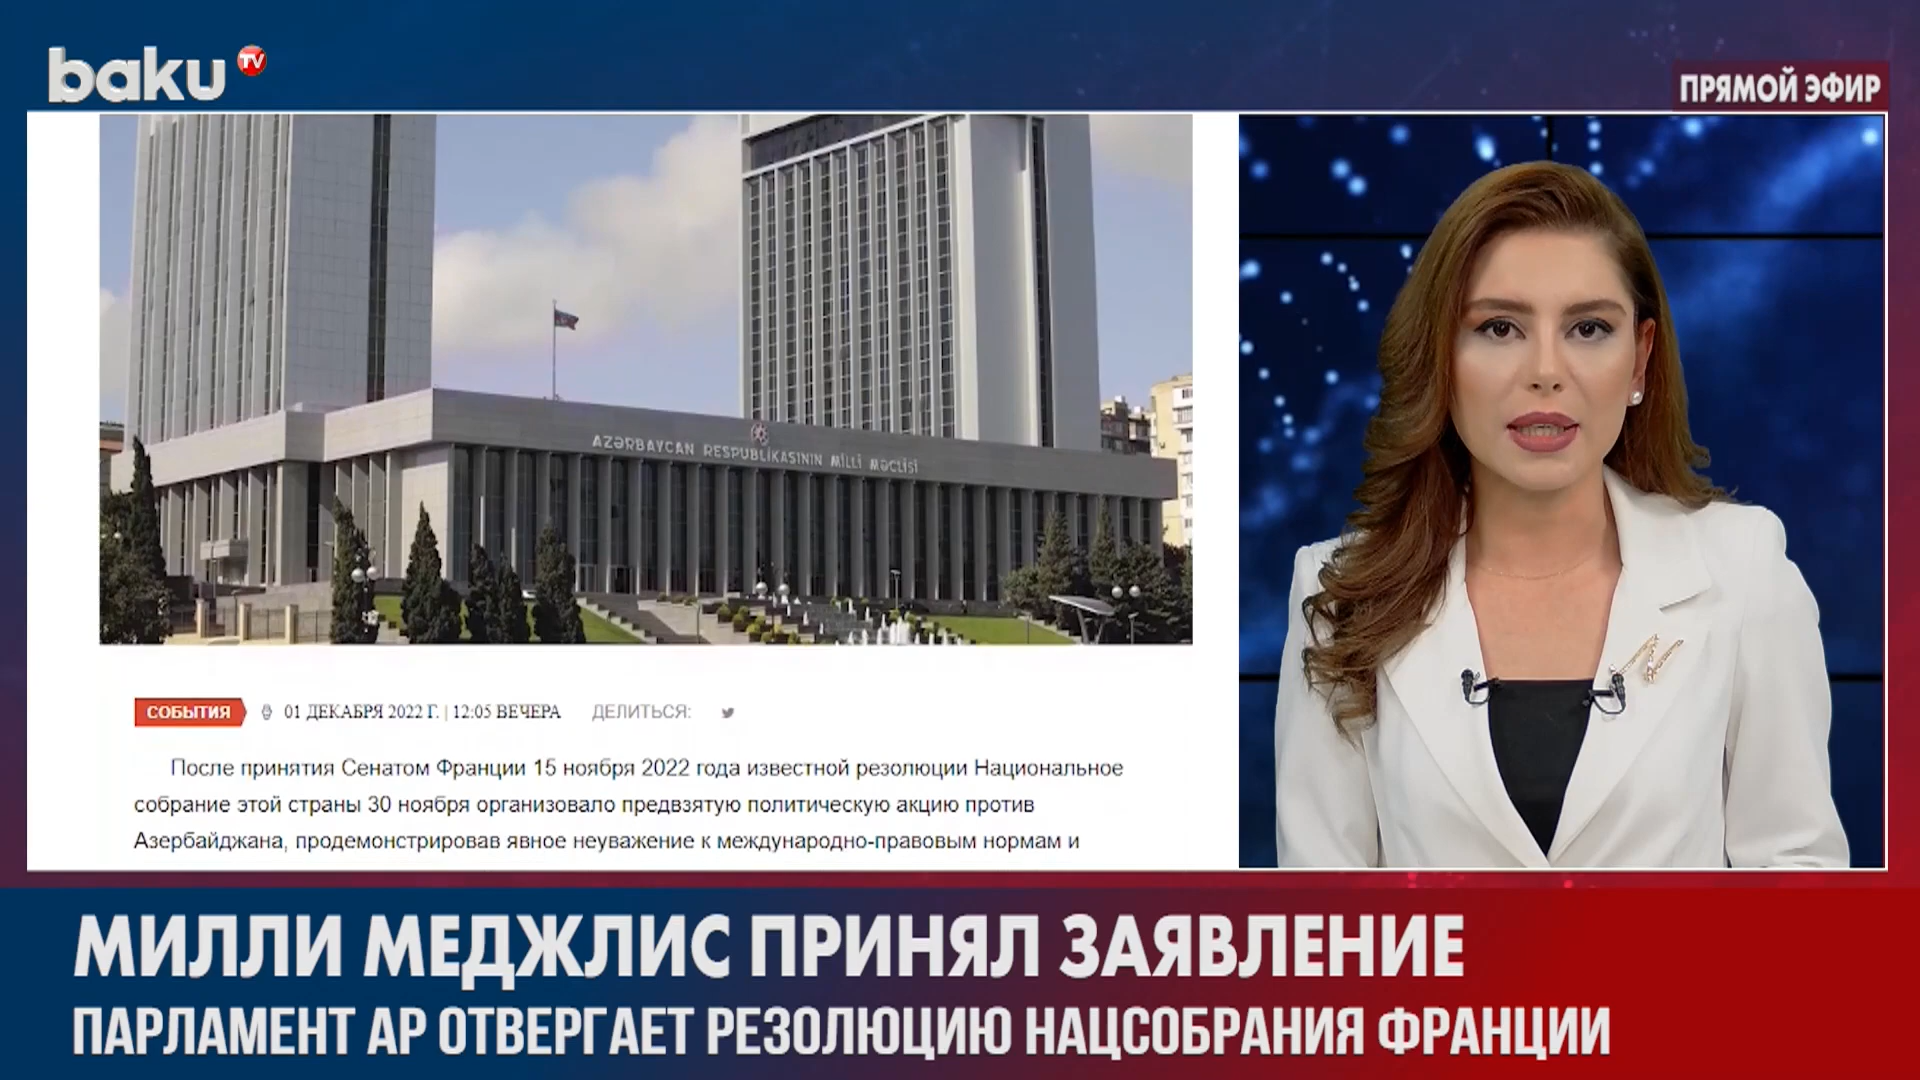 baku TV
ПРЯМОЙ ЭФИР
AZƏRBAYCAN RESPUBLİKASININ MİLLİ MƏCLİSİ
СОБЫТИЯ 01 ДЕКАБРЯ 2022 Г. | 12:05 ВЕЧЕРА ДЕЛИТЬСЯ:
После принятия Сенатом Франции 15 ноября 2022 года известной резолюции Национальное
собрание этой страны 30 ноября организовало предвзятую политическую акцию против
Азербайджана, продемонстрировав явное неуважение к международно-правовым нормам и
МИЛЛИ МЕДЖЛИС ПРИНЯЛ ЗАЯВЛЕНИЕ
ПАРЛАМЕНТ АР ОТВЕРГАЕТ РЕЗОЛЮЦИЮ НАЦСОБРАНИЯ ФРАНЦИИ